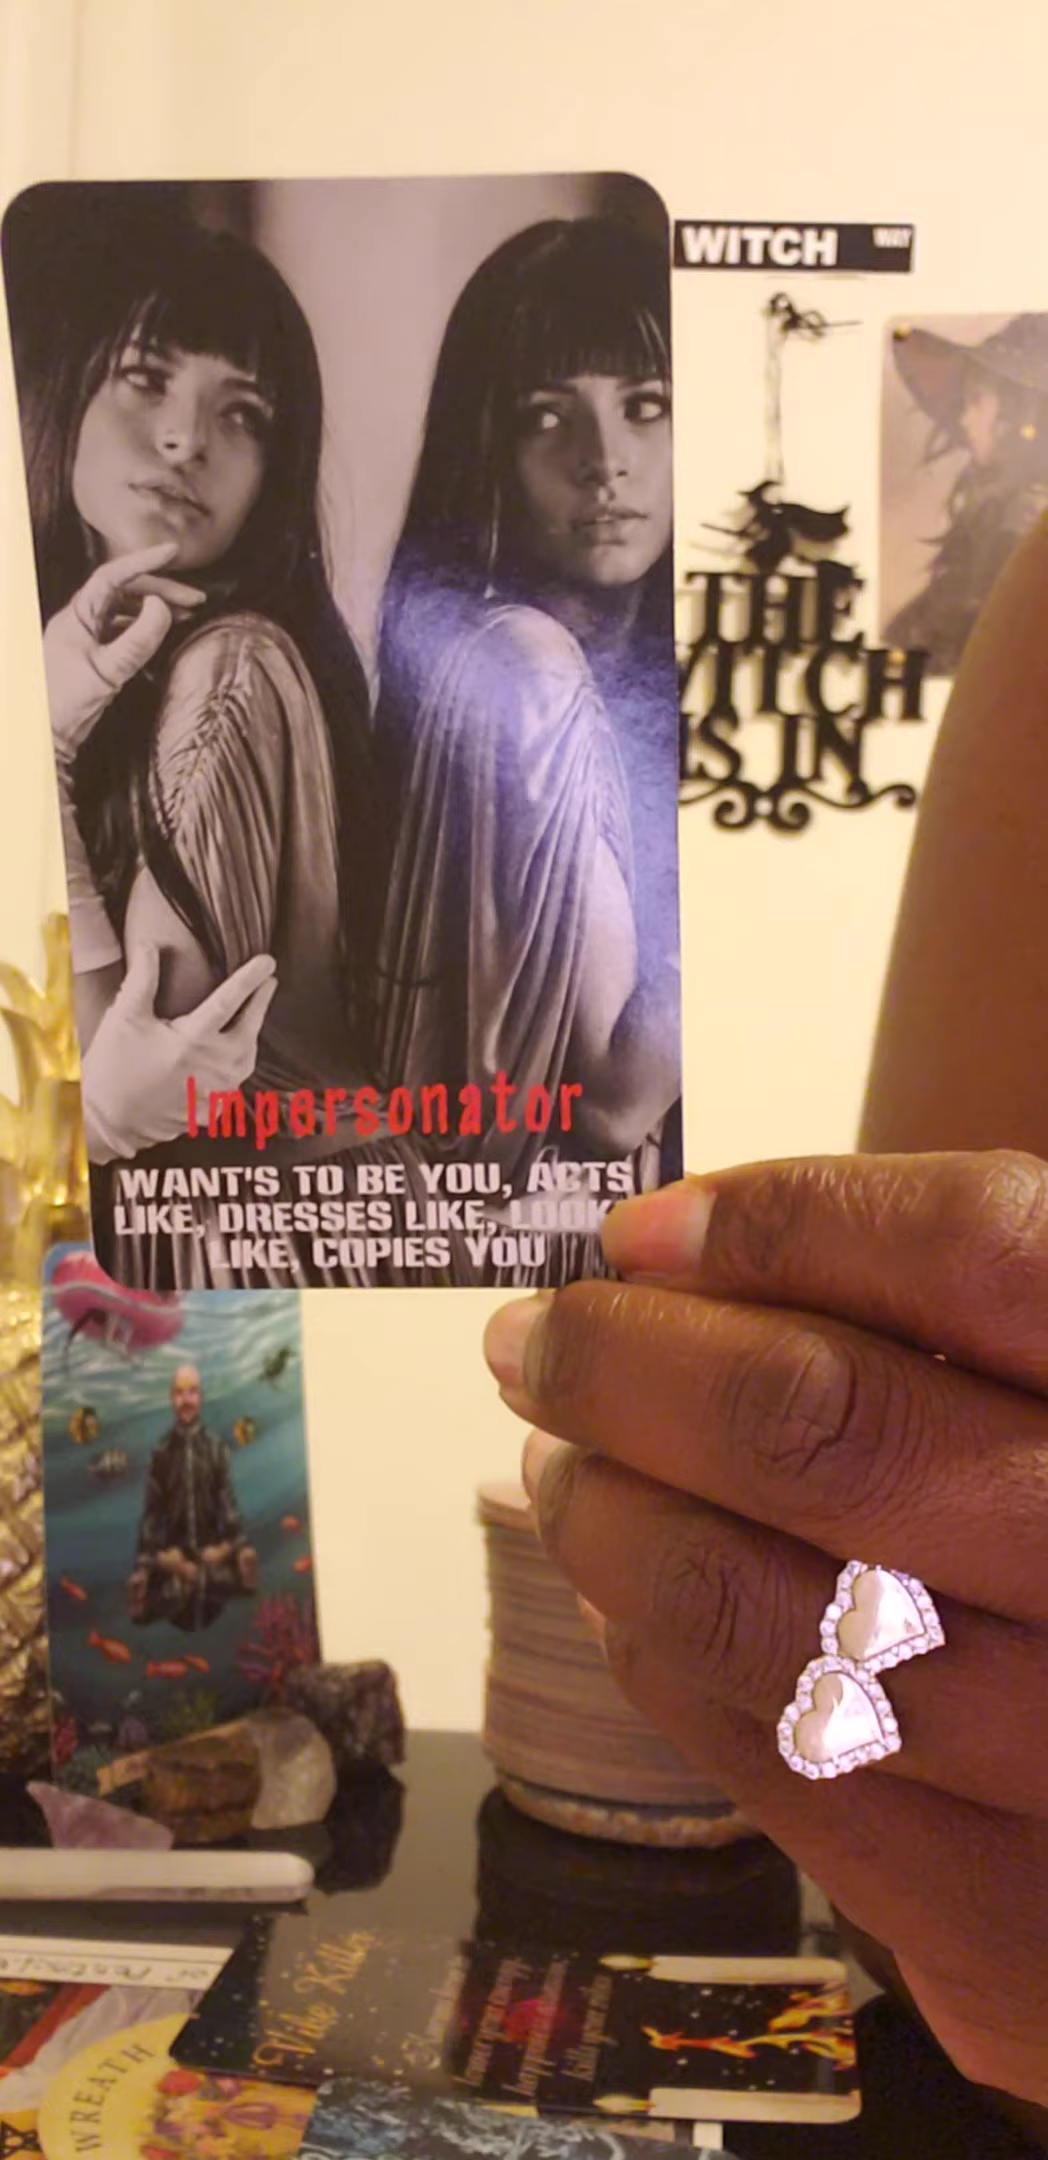 WITCH WAY
THE
WITCH
IS IN
Impersonator
WANT'S TO BE YOU, ACTS
LIKE, DRESSES LIKE, LOOK
LIKE, COPIES YOU
Vibe Killer
WREATH